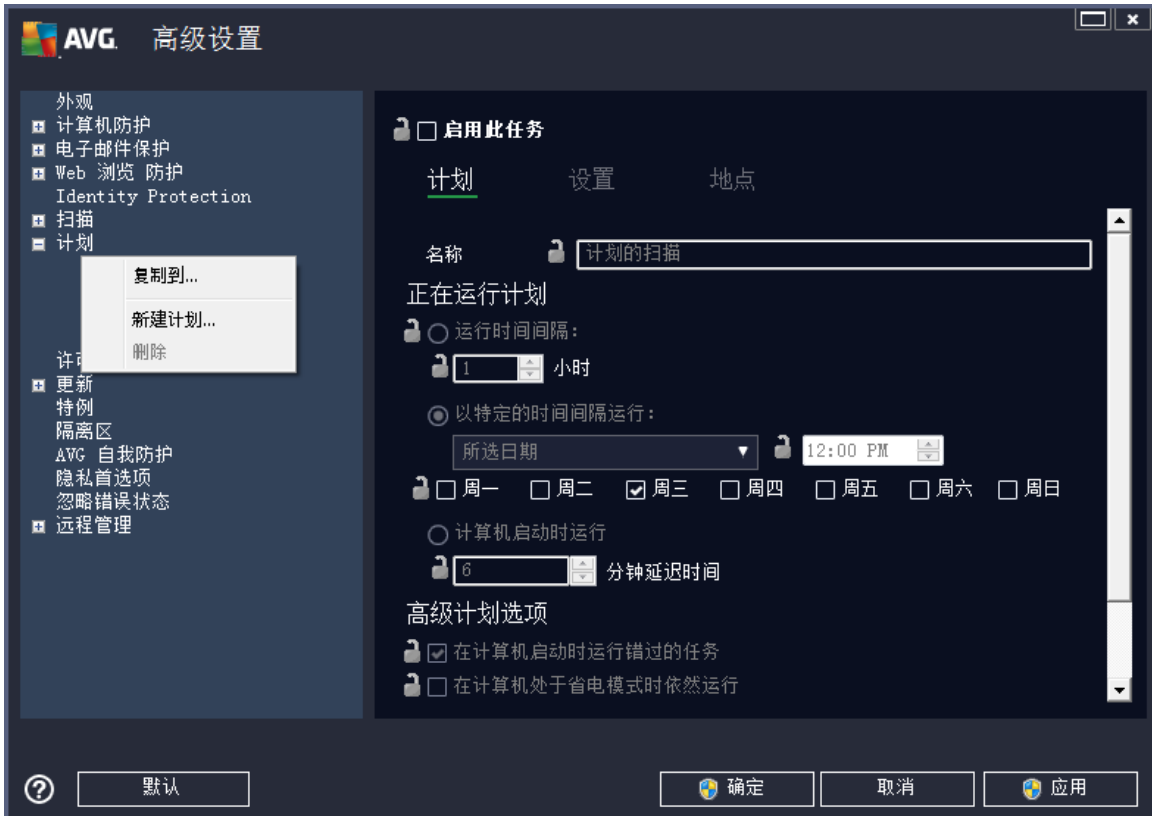 AVG. 高级设置
外观
计算机防护
电子邮件保护
Web 浏览 防护
Identity Protection
扫描
计划
复制到...
新建计划...
删除
更新
特例
隔离区
AVG 自我防护
隐私首选项
忽略错误状态
远程管理
启用此任务
计划 设置 地点
名称 计划的扫描
正在运行计划
运行时间间隔:
1 小时
以特定的时间间隔运行:
所选日期 12:00 PM
周一 周二 周三 周四 周五 周六 周日
计算机启动时运行
6 分钟延迟时间
高级计划选项
在计算机启动时运行错过的任务
在计算机处于省电模式时依然运行
默认 确定 取消 应用